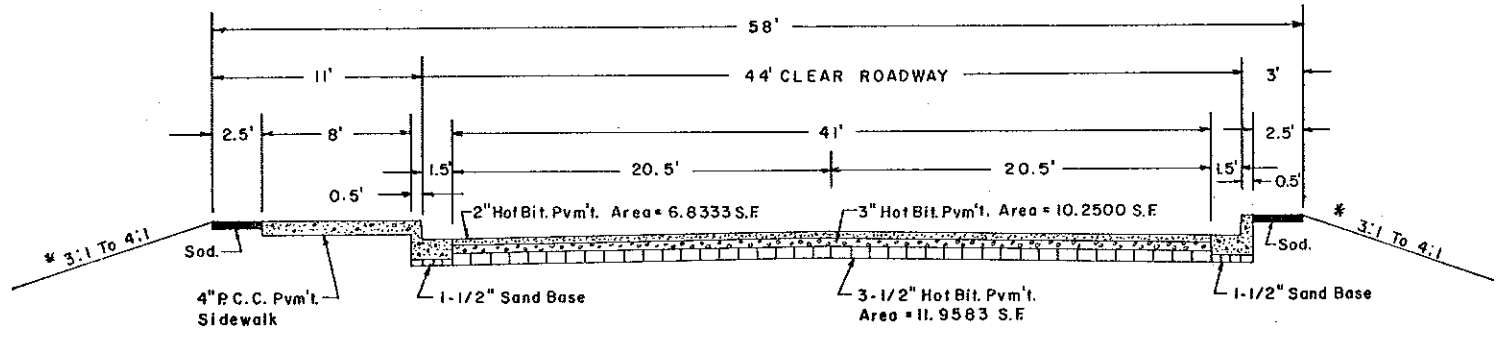 58'
11'
44' CLEAR ROADWAY
3'
2.5'
8'
41'
2.5'
1.5'
20.5'
20.5'
1.5'
0.5'
0.5'
2" Hot Bit. Pvm't. Area = 6.8333 S.F.
3" Hot Bit. Pvm't. Area = 10.2500 S.F.
* 3:1 To 4:1
Sod.
Sod.
* 3:1 To 4:1
4" P.C.C. Pvm't.
Sidewalk
1-1/2" Sand Base
3-1/2" Hot Bit. Pvm't.
Area = 11.9583 S.F.
1-1/2" Sand Base